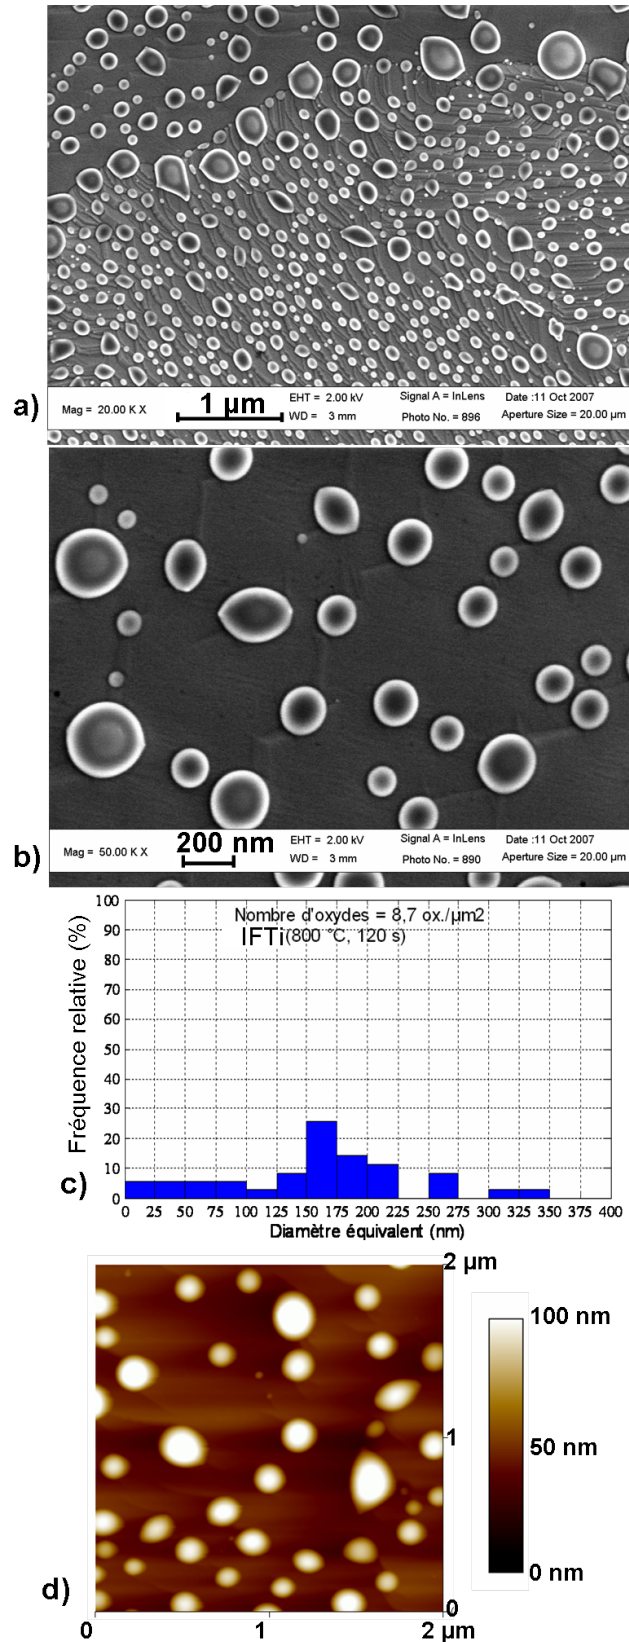 a)
Mag = 20.00 K X
1 µm
EHT = 2.00 kV
WD = 3 mm
Signal A = InLens
Photo No. = 896
Date :11 Oct 2007
Aperture Size = 20.00 µm
b)
Mag = 50.00 K X
200 nm
EHT = 2.00 kV
WD = 3 mm
Signal A = InLens
Photo No. = 890
Date :11 Oct 2007
Aperture Size = 20.00 µm
c)
Fréquence relative (%)
100
90
80
70
60
50
40
30
20
10
0
Nombre d'oxydes = 8,7 ox./µm2
IFTi (800 °C, 120 s)
0 25 50 75 100 125 150 175 200 225 250 275 300 325 350 375 400
Diamètre équivalent (nm)
d)
2 µm
1
0
0 1 2 µm
100 nm
50 nm
0 nm